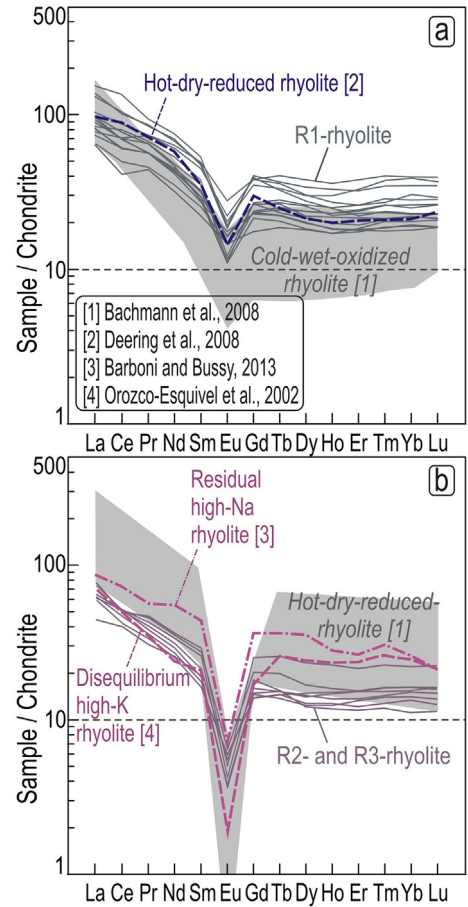 500
a
Hot-dry-reduced rhyolite [2]
100
R1-rhyolite
Sample / Chondrite
Cold-wet-oxidized
rhyolite [1]
10
[1] Bachmann et al., 2008
[2] Deering et al., 2008
[3] Barboni and Bussy, 2013
[4] Orozco-Esquivel et al., 2002
1
La Ce Pr Nd Sm Eu Gd Tb Dy Ho Er Tm Yb Lu
500
b
Residual
high-Na
rhyolite [3]
100
Hot-dry-reduced-
rhyolite [1]
Sample / Chondrite
Disequilibrium
high-K
rhyolite [4]
10
R2- and R3-rhyolite
1
La Ce Pr Nd Sm Eu Gd Tb Dy Ho Er Tm Yb Lu